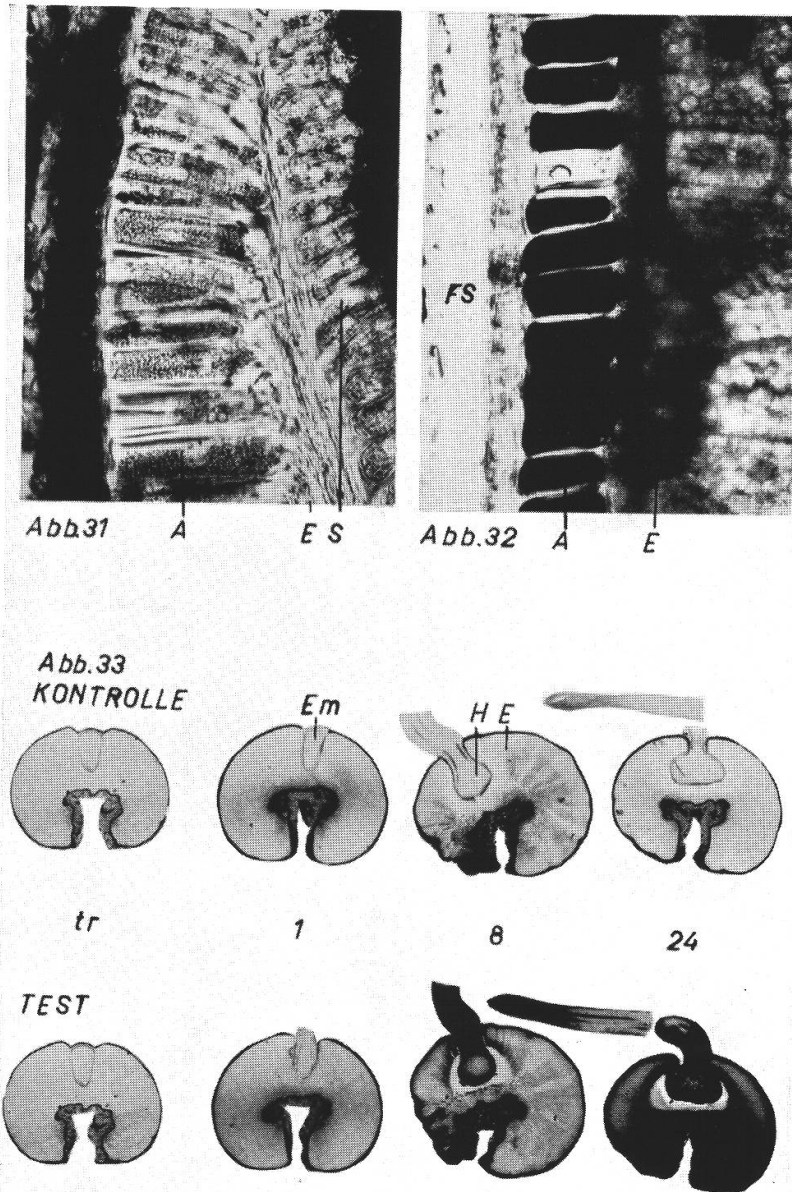 FS
Abb.31 A E S
Abb.32 A E
Abb.33
KONTROLLE
Em
H E
tr 1 8 24
TEST